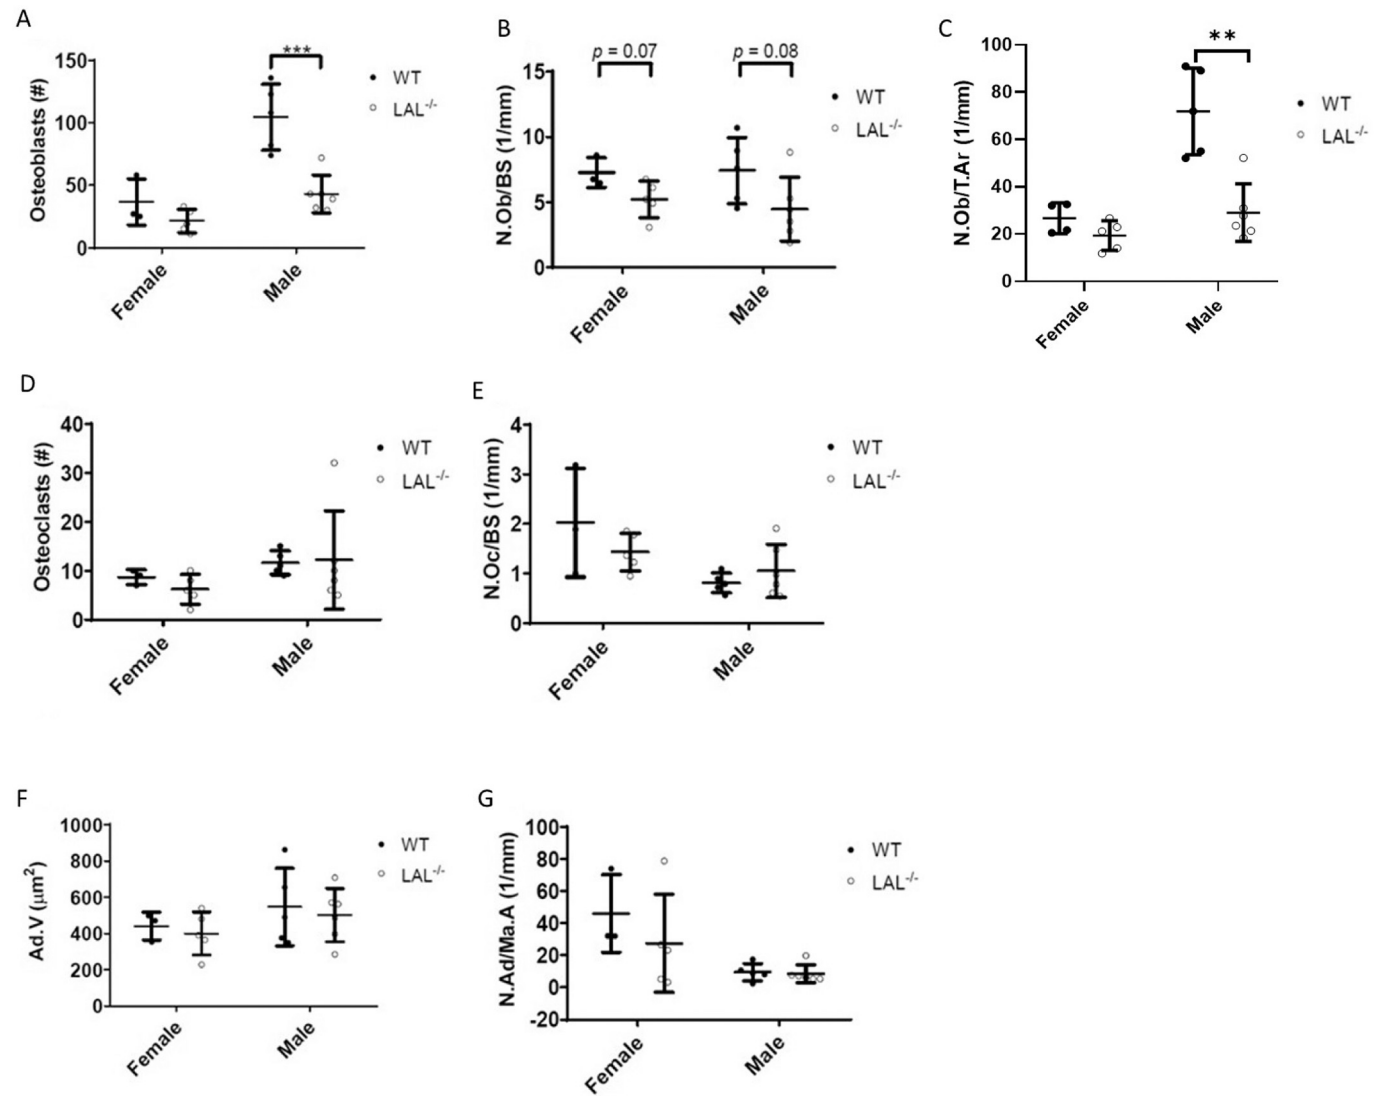 A
Osteoblasts (#)
150
100
50
0
***
WT
LAL-/-
Female
Male
B
N.Ob/BS (1/mm)
15
10
5
0
p = 0.07
p = 0.08
WT
LAL-/-
Female
Male
C
N.Ob/T.Ar (1/mm)
100
80
60
40
20
0
**
WT
LAL-/-
Female
Male
D
Osteoclasts (#)
40
30
20
10
0
WT
LAL-/-
Female
Male
E
N.Oc/BS (1/mm)
4
3
2
1
0
WT
LAL-/-
Female
Male
F
Ad.V (μm²)
1000
800
600
400
200
0
WT
LAL-/-
Female
Male
G
N.Ad/Ma.A (1/mm)
100
80
60
40
20
0
-20
WT
LAL-/-
Female
Male